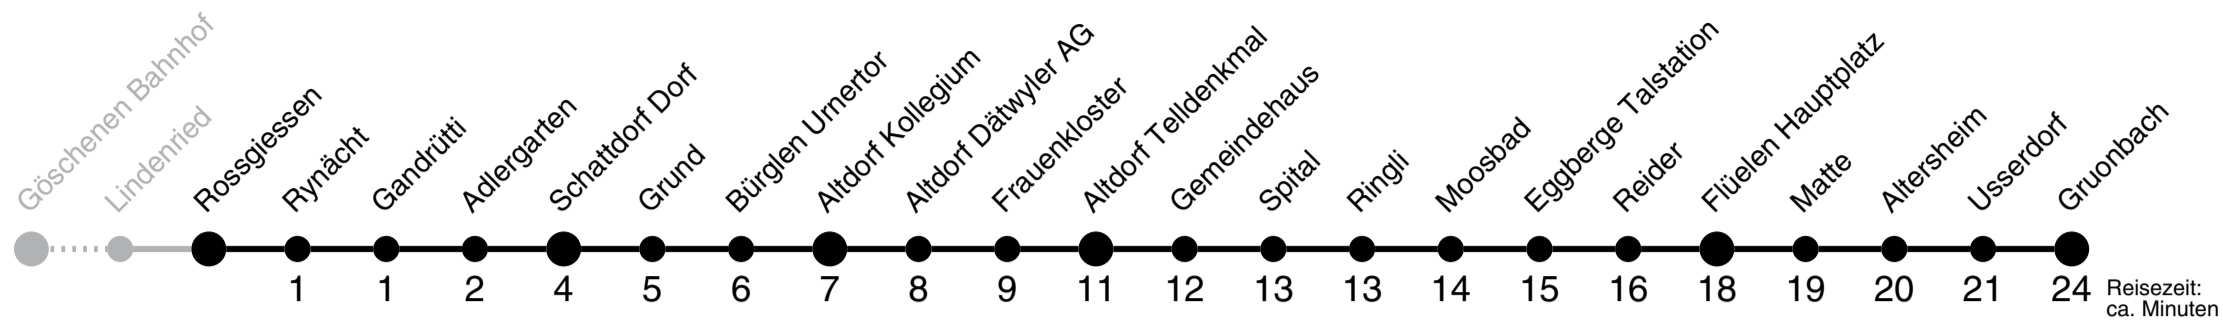 Göschenen Bahnhof
Lindenried
Rossgiessen
Rynächt
Gandrütti
Adlergarten
Schattdorf Dorf
Grund
Bürglen Urnertor
Altdorf Kollegium
Altdorf Dätwyler AG
Frauenkloster
Altdorf Telldenkmal
Gemeindehaus
Spital
Ringli
Moosbad
Eggberge Talstation
Reider
Flüelen Hauptplatz
Matte
Altersheim
Usserdorf
Gruonbach
1 1 2 4 5 6 7 8 9 11 12 13 13 14 15 16 18 19 20 21 24
Reisezeit:
ca. Minuten